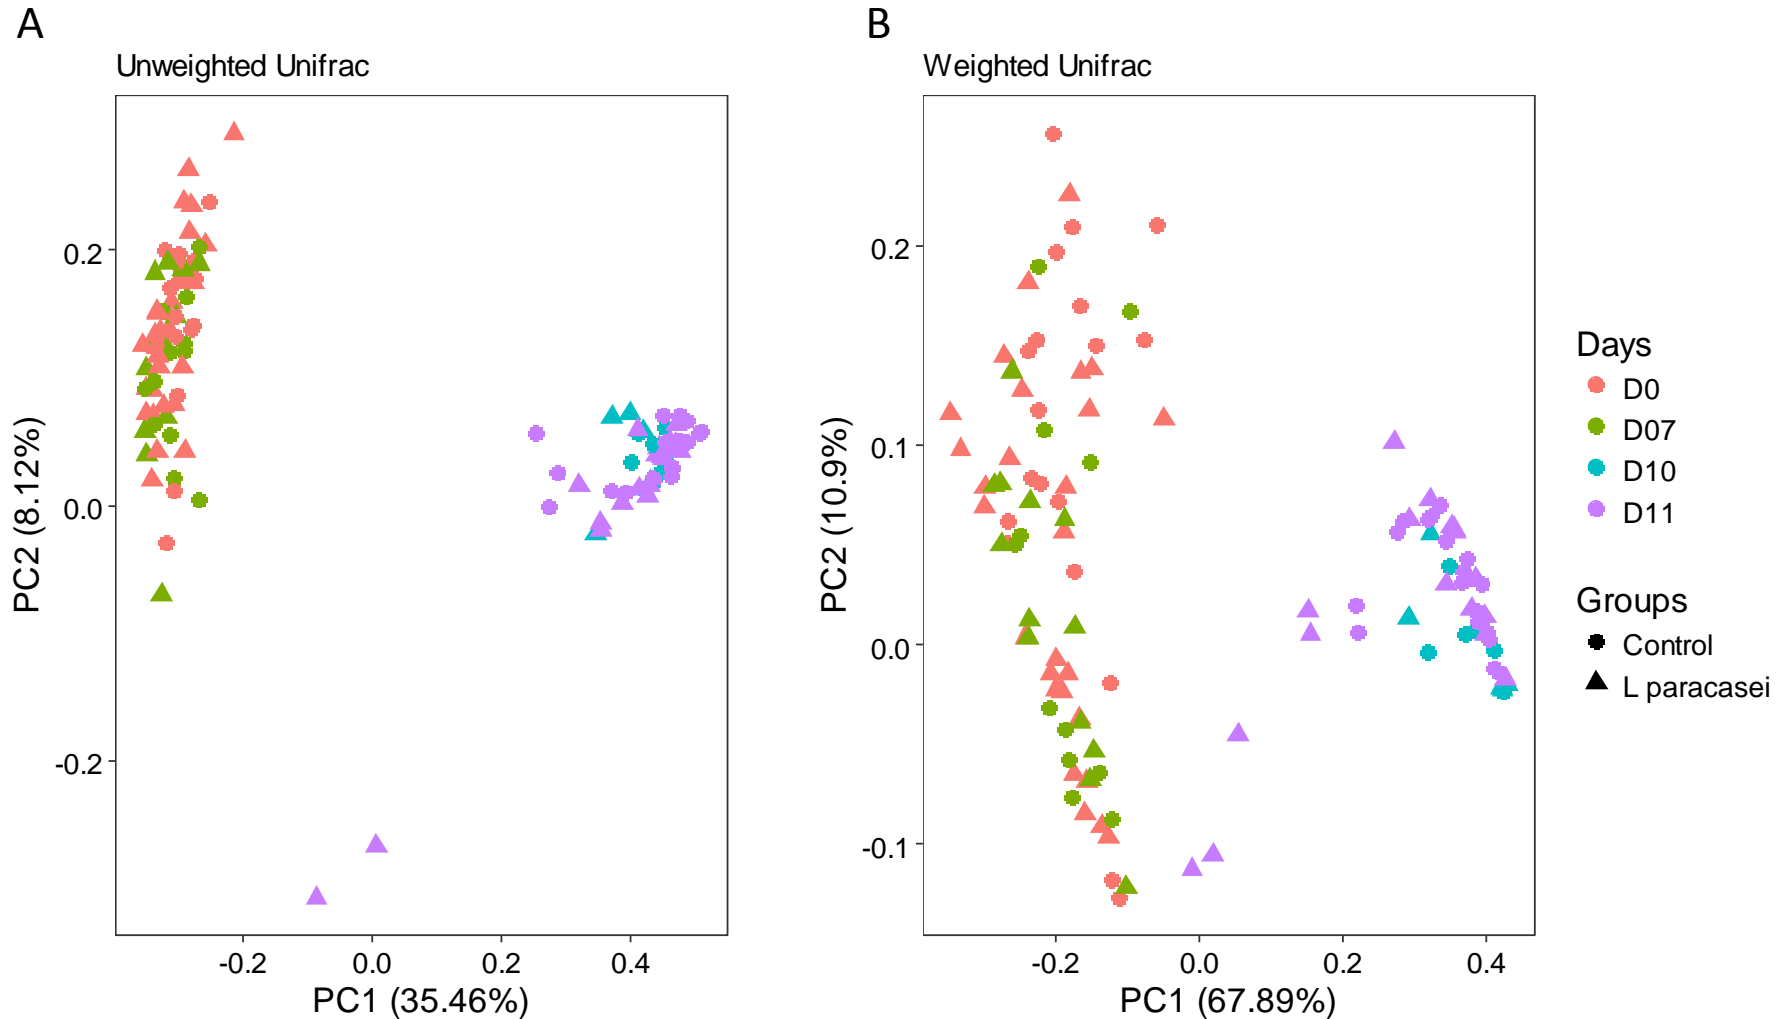 A
B
Unweighted Unifrac
Weighted Unifrac
0.2
0.0
-0.2
PC2 (8.12%)
-0.2
0.0
0.2
0.4
PC1 (35.46%)
0.2
0.1
0.0
-0.1
PC2 (10.9%)
-0.2
0.0
0.2
0.4
PC1 (67.89%)
Days
D0
D07
D10
D11
Groups
Control
L paracasei